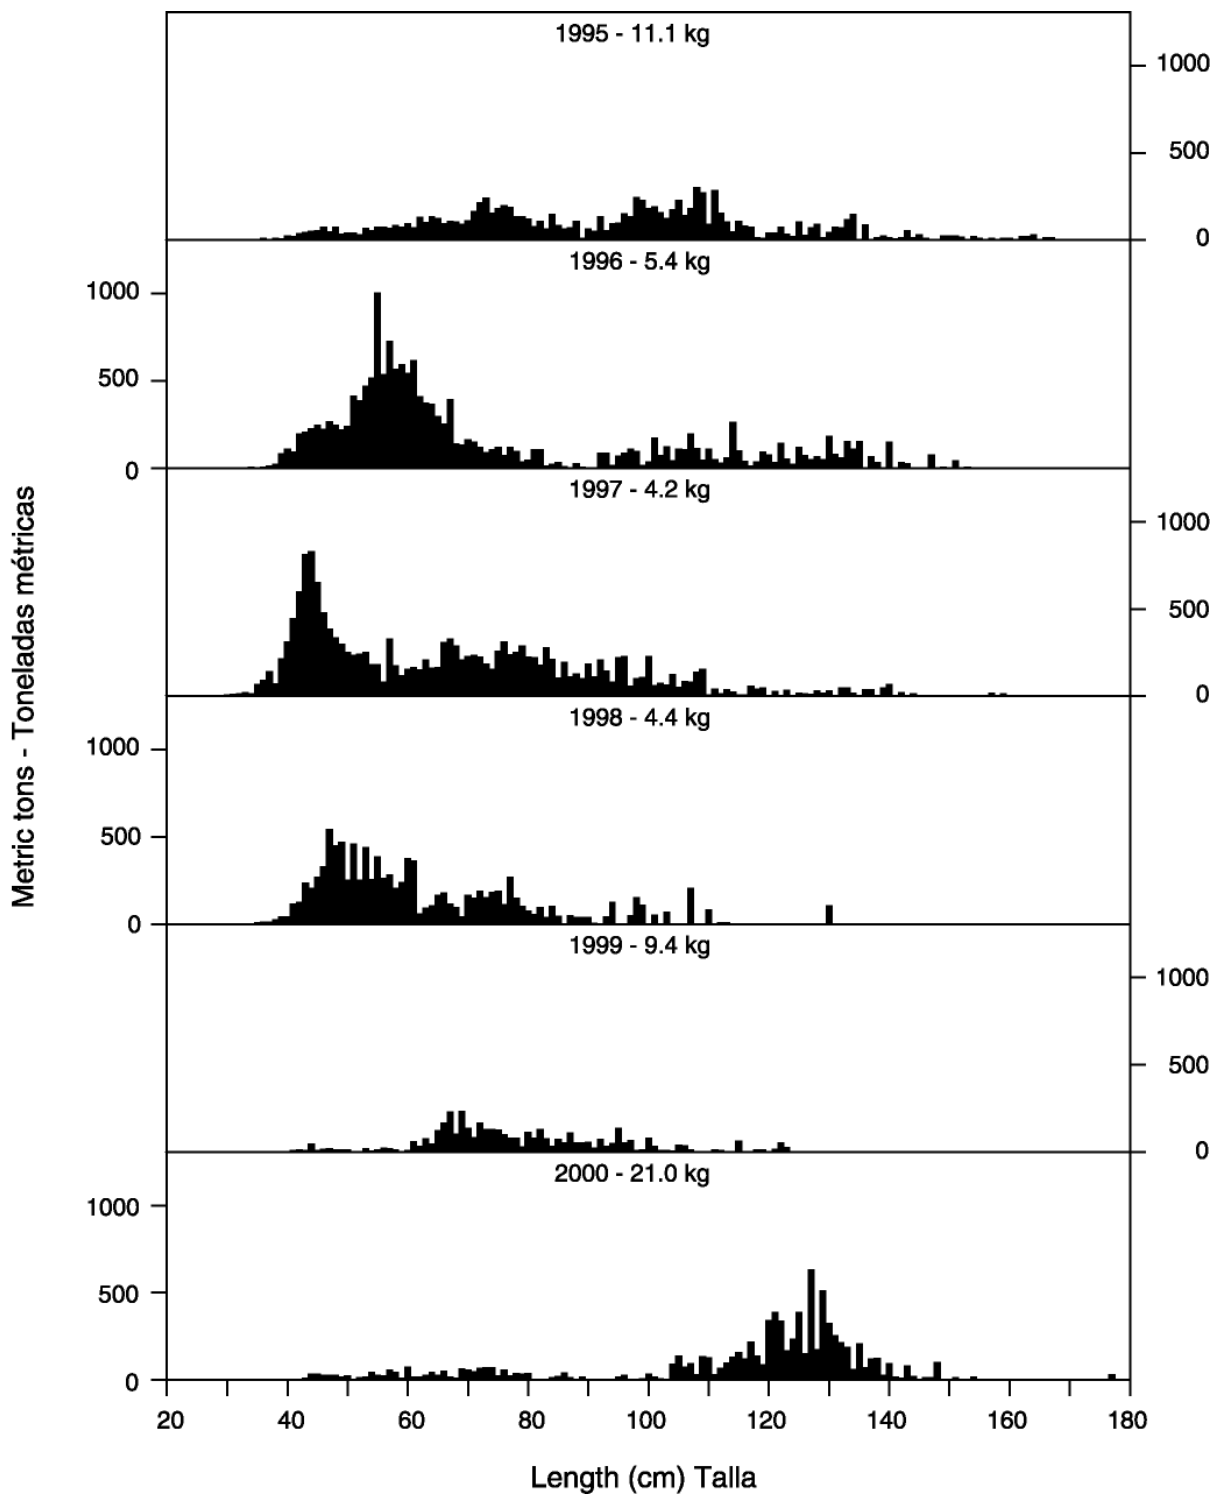 1995 - 11.1 kg
1000
500
0
1996 - 5.4 kg
1000
500
0
1997 - 4.2 kg
1000
500
0
1998 - 4.4 kg
1000
500
0
1999 - 9.4 kg
1000
500
0
2000 - 21.0 kg
1000
500
0
20 40 60 80 100 120 140 160 180
Length (cm) Talla
Metric tons - Toneladas métricas